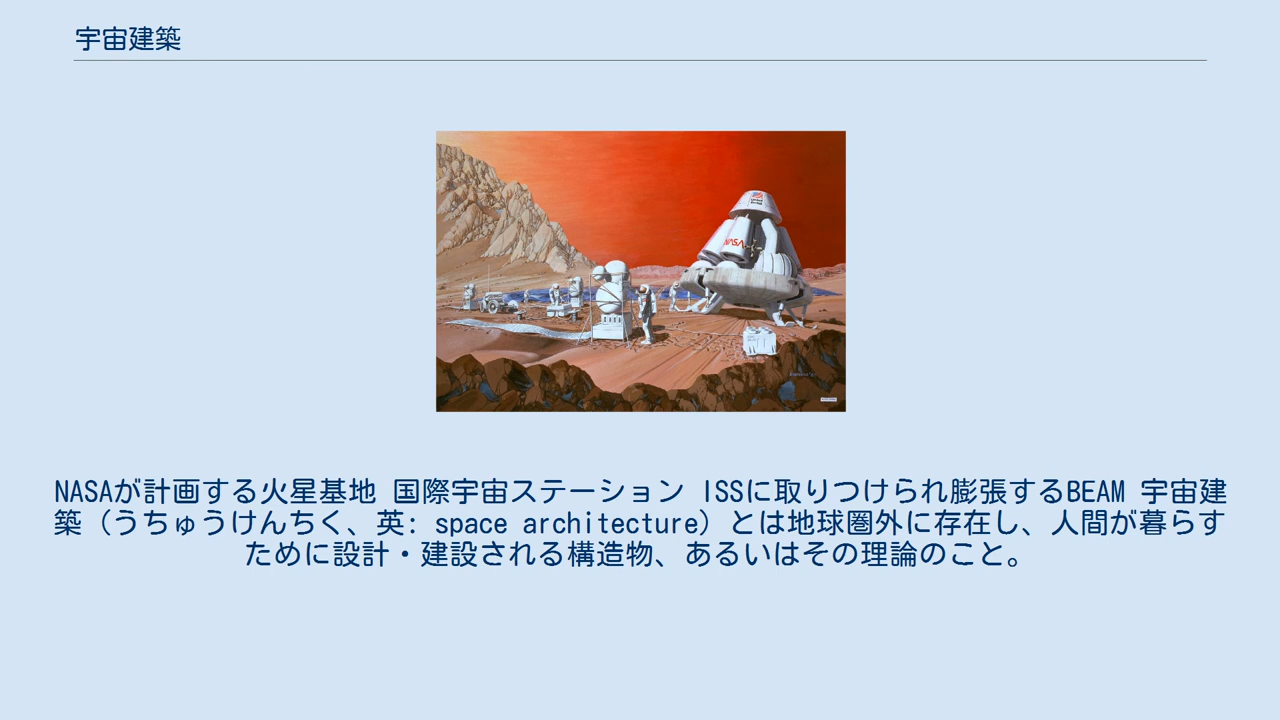 宇宙建築
NASA
NASAが計画する火星基地 国際宇宙ステーション ISSに取りつけられ膨張するBEAM 宇宙建
築（うちゅうけんちく、英: space architecture）とは地球圏外に存在し、人間が暮らす
ために設計・建設される構造物、あるいはその理論のこと。